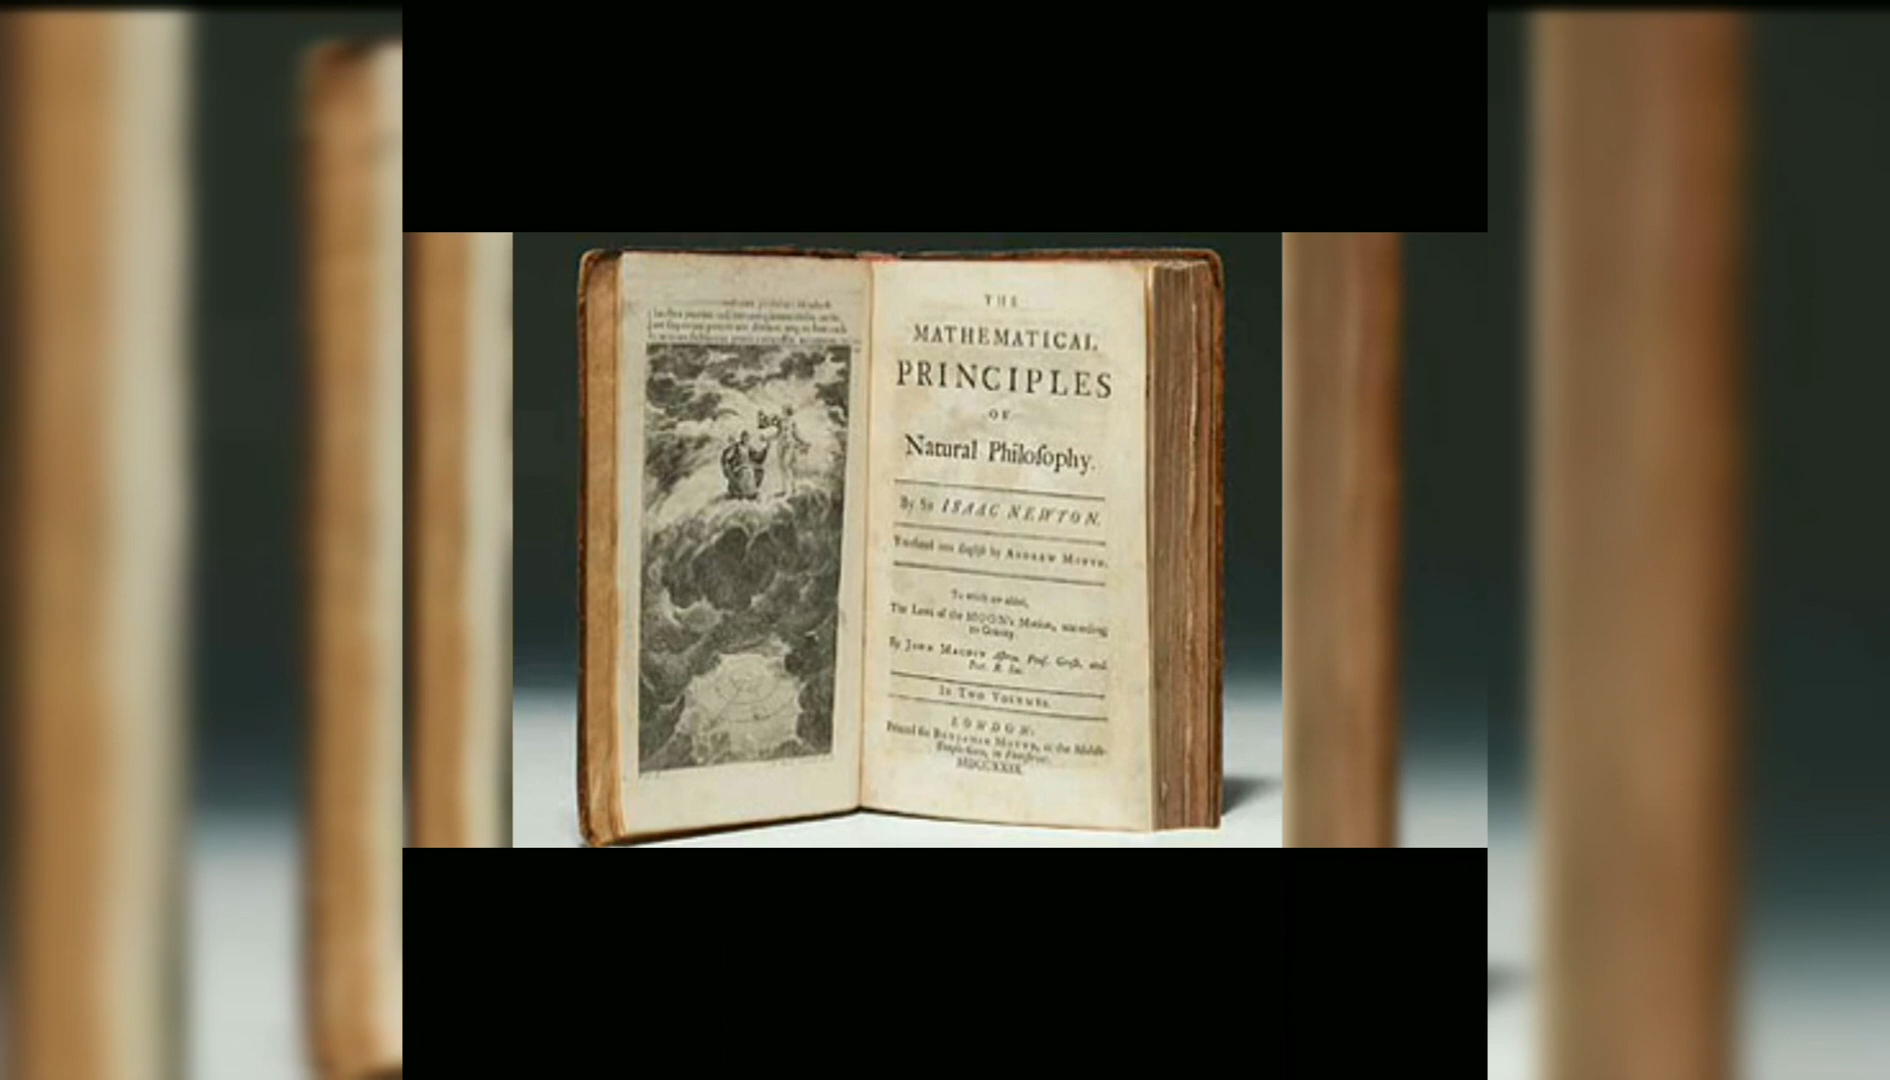 THE
MATHEMATICAL
PRINCIPLES
OF
Natural Philoſophy.
By Sir ISAAC NEWTON.
Translated into Engliſh by ANDREW MOTTE.
To which are added,
The Laws of the MOON's Motion, according
to Gravity.
By JOHN MACHIN Aſtron. Prof. Greſh. and
Sec. R. Soc.
In Two VOLUMES.
LONDON:
Printed for BENJAMIN MOTTE, at the Middle-
Temple-Gate, in Fleetſtreet.
MDCCXXIX.